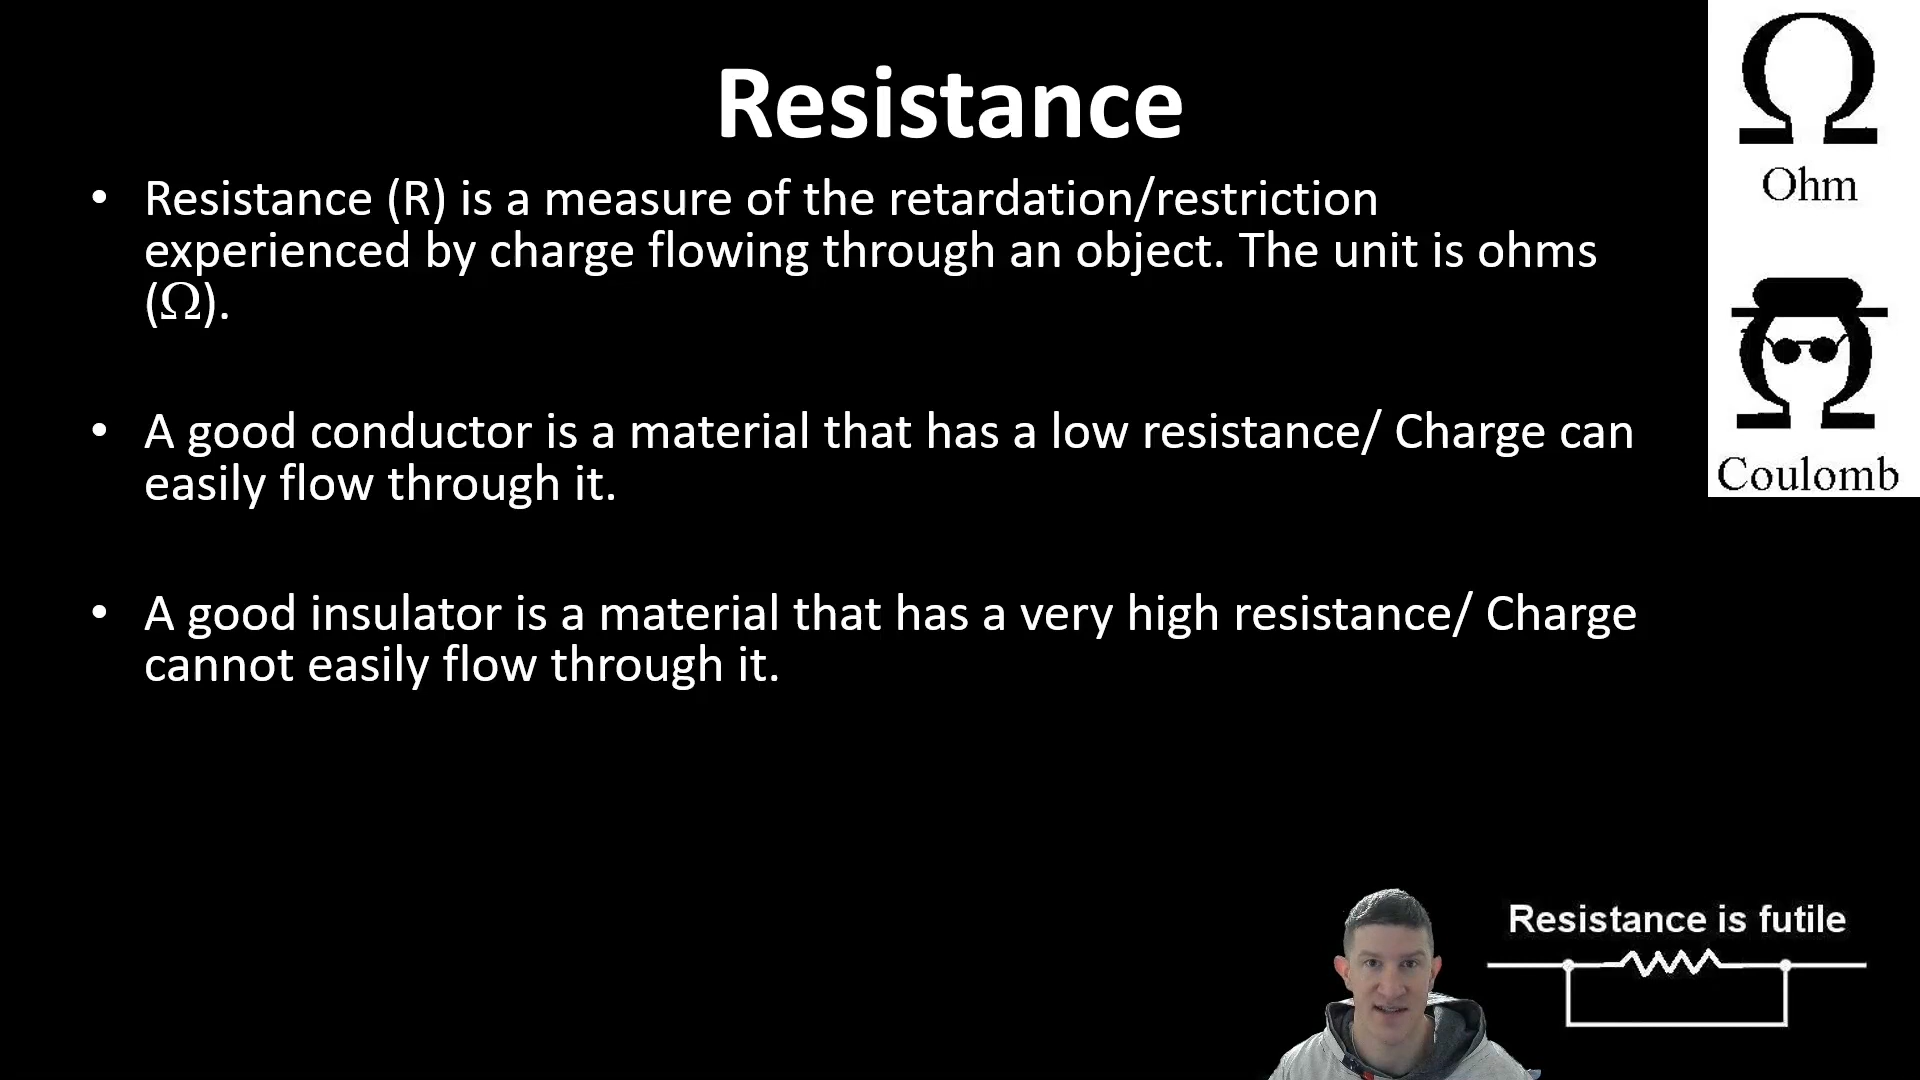 Resistance
• Resistance (R) is a measure of the retardation/restriction
experienced by charge flowing through an object. The unit is ohms
(Ω).
• A good conductor is a material that has a low resistance/ Charge can
easily flow through it.
• A good insulator is a material that has a very high resistance/ Charge
cannot easily flow through it.
Ω
Ohm
Coulomb
Resistance is futile